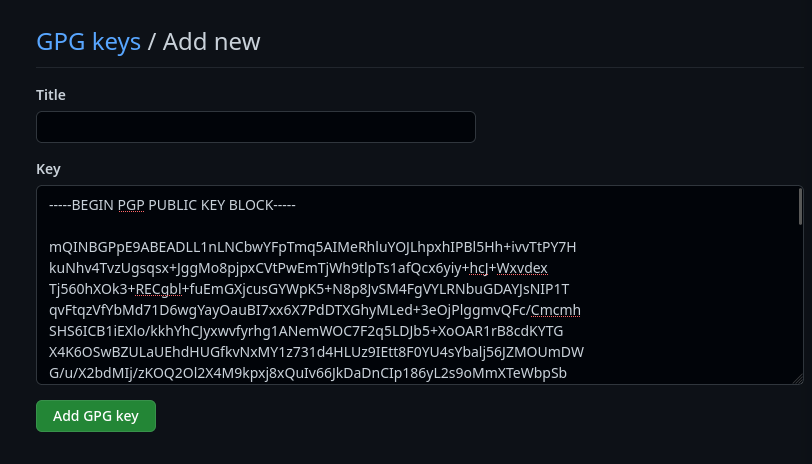 GPG keys / Add new
Title
Key
-----BEGIN PGP PUBLIC KEY BLOCK-----
mQINBGPpE9ABEADLL1nLNCbwYFpTmq5AIMeRhluYOJLhpxhIPBl5Hh+ivvTtPY7H
kuNhv4TvzUgsqsx+JggMo8pjpxCVtPwEmTjWh9tlpTs1afQcx6yiy+hcJ+Wxvdex
Tj560hXOk3+RECgbl+fuEmGXjcusGYWpK5+N8p8JvSM4FgVYLRNbuGDAYJsNIP1T
qvFtqzVfYbMd71D6wgYayOauBI7xx6X7PdDTXGhyMLed+3eOjPlggmvQFc/Cmcmh
SHS6ICB1iEXlo/kkhYhCJyxwvfyrhg1ANemWOC7F2q5LDJb5+XoOAR1rB8cdKYTG
X4K6OSwBZULaUEhdHUGfkvNxMY1z731d4HLUz9IEtt8F0YU4sYbalj56JZMOUmDW
G/u/X2bdMIj/zKOQ2Ol2X4M9kpxj8xQuIv66JkDaDnCIp186yL2s9oMmXTeWbpSb
Add GPG key